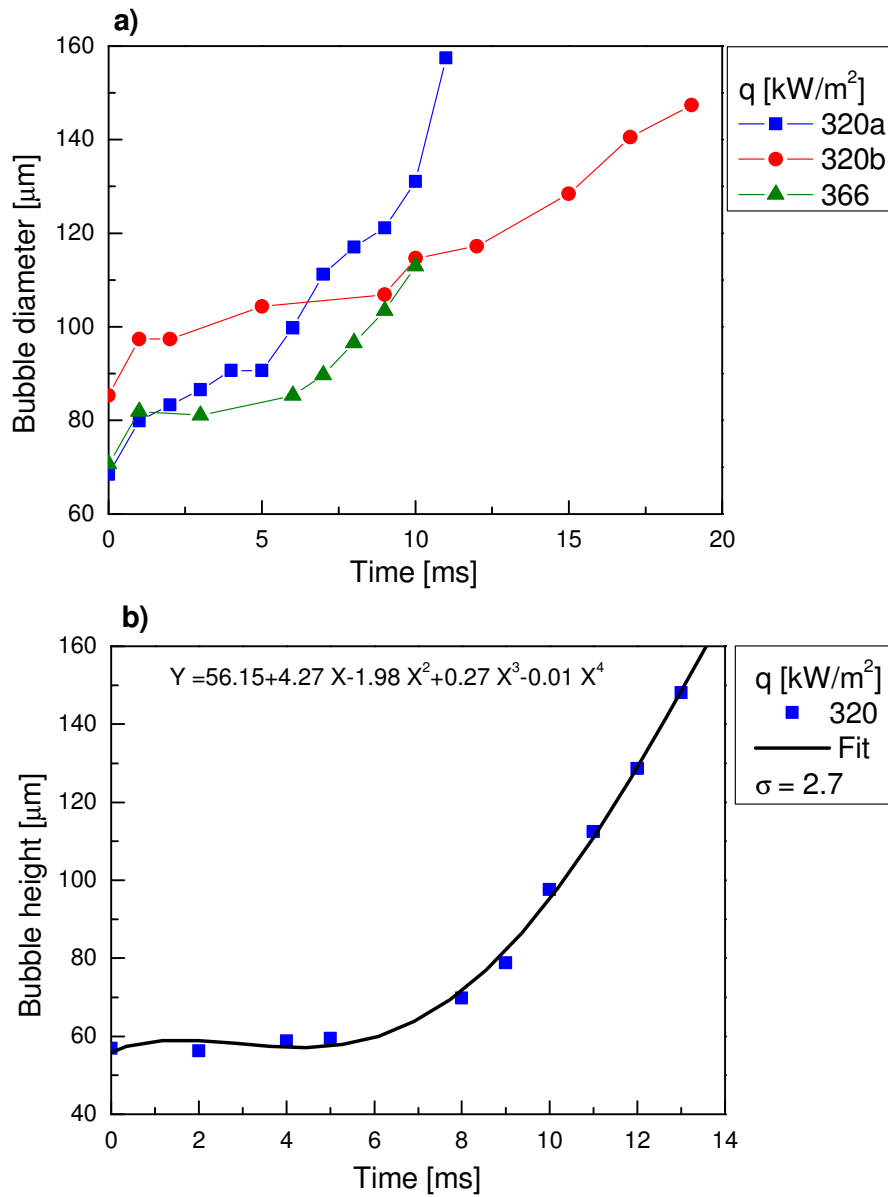 a)
160
140
120
100
80
60
Bubble diameter [μm]
0
5
10
15
20
Time [ms]
q [kW/m²]
320a
320b
366
b)
160
140
120
100
80
60
40
Bubble height [μm]
Y =56.15+4.27 X-1.98 X²+0.27 X³-0.01 X⁴
0
2
4
6
8
10
12
14
Time [ms]
q [kW/m²]
320
Fit
σ = 2.7